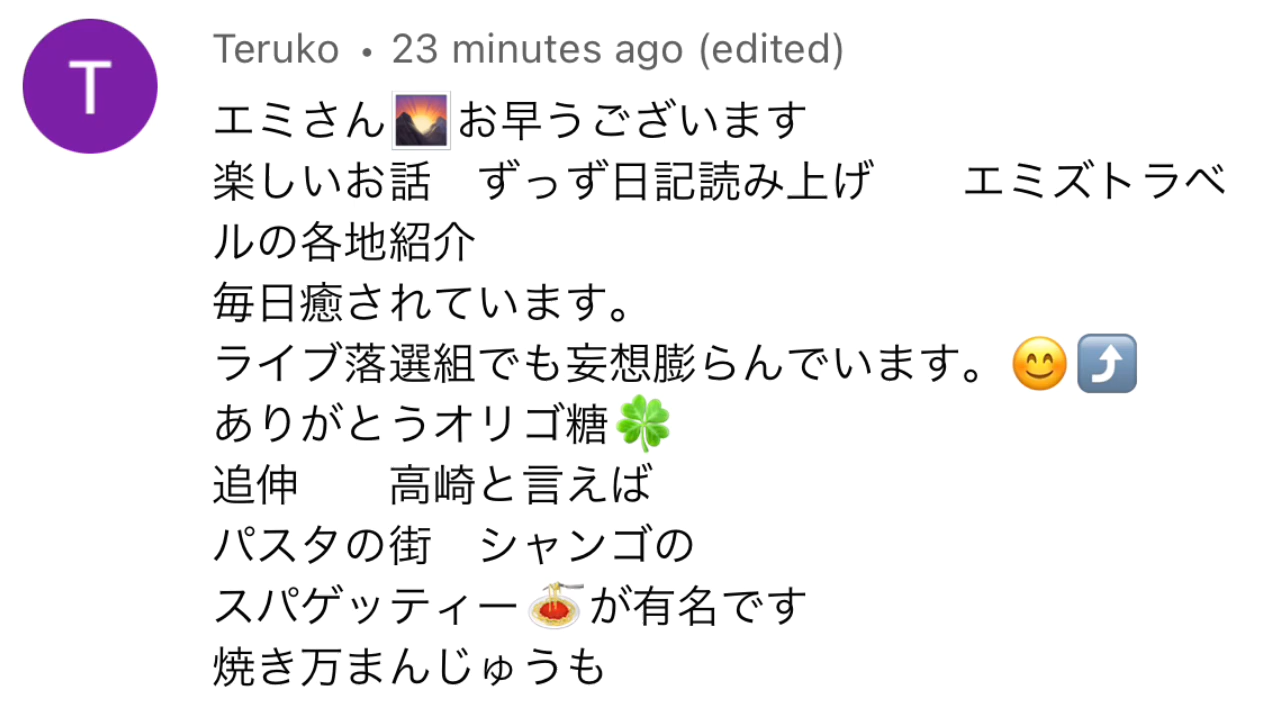 T
Teruko • 23 minutes ago (edited)
エミさん🌄お早うございます
楽しいお話　ずっず日記読み上げ　　エミズトラベ
ルの各地紹介
毎日癒されています。
ライブ落選組でも妄想膨らんでいます。😊⤴️
ありがとうオリゴ糖🍀
追伸　　高崎と言えば
パスタの街　シャンゴの
スパゲッティー🍝が有名です
焼き万まんじゅうも